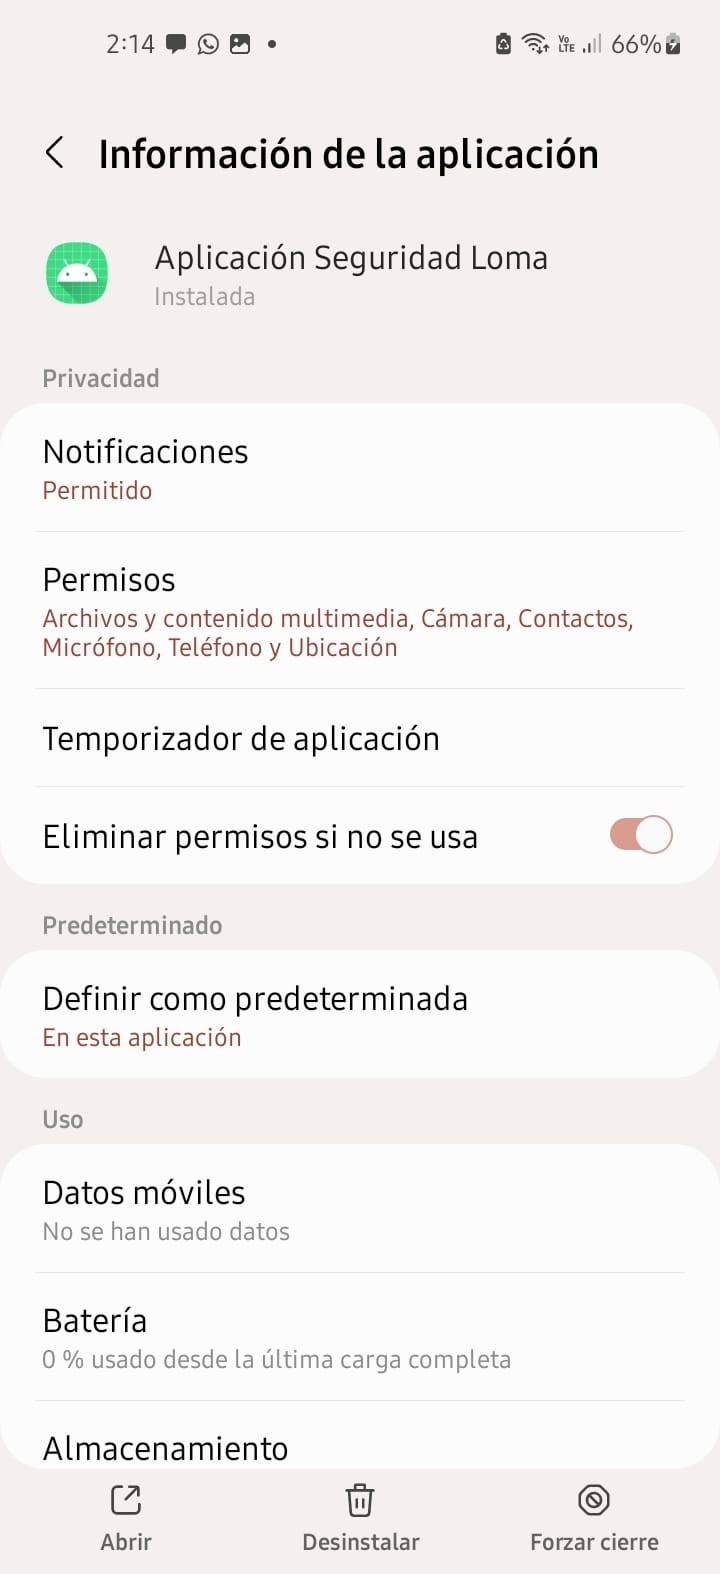 2:14
Vo LTE 66%
Información de la aplicación
Aplicación Seguridad Loma
Instalada
Privacidad
Notificaciones
Permitido
Permisos
Archivos y contenido multimedia, Cámara, Contactos,
Micrófono, Teléfono y Ubicación
Temporizador de aplicación
Eliminar permisos si no se usa
Predeterminado
Definir como predeterminada
En esta aplicación
Uso
Datos móviles
No se han usado datos
Batería
0 % usado desde la última carga completa
Almacenamiento
Abrir
Desinstalar
Forzar cierre